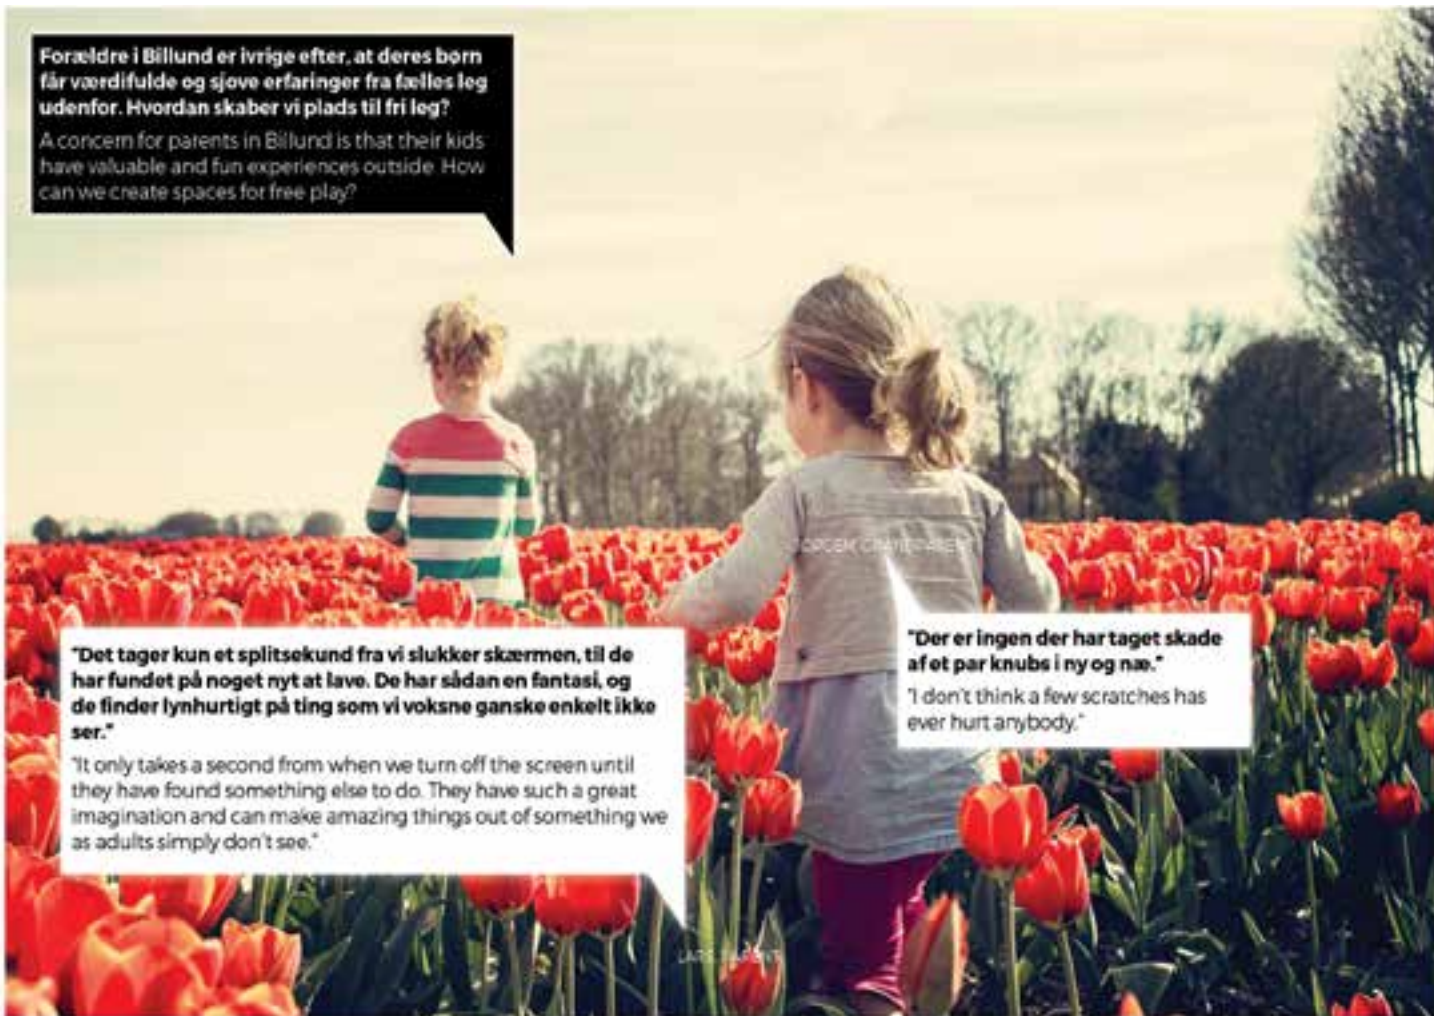 Forældre i Billund er ivrige efter, at deres børn
får værdifulde og sjove erfaringer fra fælles leg
udenfor. Hvordan skaber vi plads til fri leg?
A concern for parents in Billund is that their kids
have valuable and fun experiences outside. How
can we create spaces for free play?
"Det tager kun et splitsekund fra vi slukker skærmen, til de
har fundet på noget nyt at lave. De har sådan en fantasi, og
de finder lynhurtigt på ting som vi voksne ganske enkelt ikke
ser."
"It only takes a second from when we turn off the screen until
they have found something else to do. They have such a great
imagination and can make amazing things out of something we
as adults simply don't see."
LARS, PARENT
GRANDPARENT
"Der er ingen der har taget skade
af et par knubs i ny og næ."
"I don't think a few scratches has
ever hurt anybody."